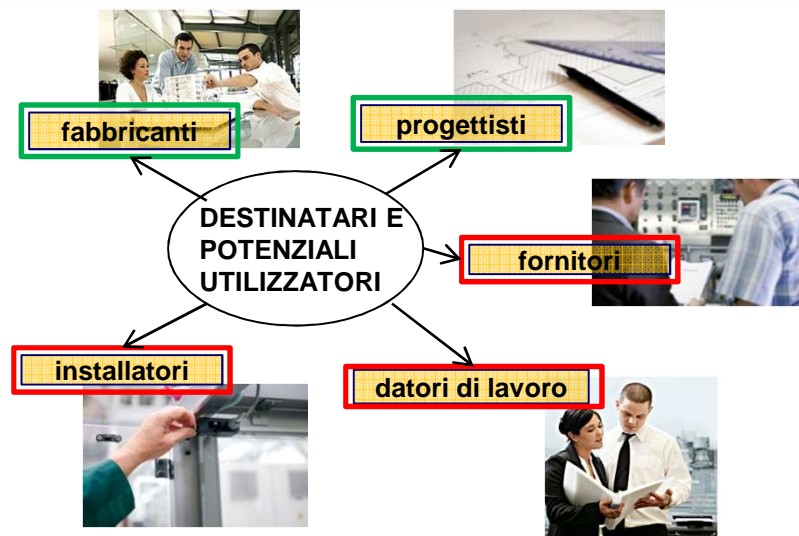 fabbricanti
progettisti
DESTINATARI E
POTENZIALI
UTILIZZATORI
fornitori
installatori
datori di lavoro